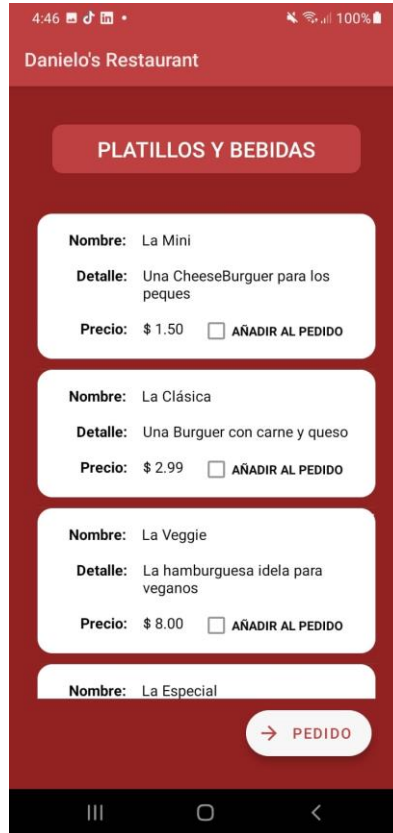 4:46
100%
Danielo's Restaurant
PLATILLOS Y BEBIDAS
Nombre: La Mini
Detalle: Una CheeseBurguer para los
peques
Precio: $ 1.50 AÑADIR AL PEDIDO
Nombre: La Clásica
Detalle: Una Burguer con carne y queso
Precio: $ 2.99 AÑADIR AL PEDIDO
Nombre: La Veggie
Detalle: La hamburguesa idela para
veganos
Precio: $ 8.00 AÑADIR AL PEDIDO
Nombre: La Especial
PEDIDO